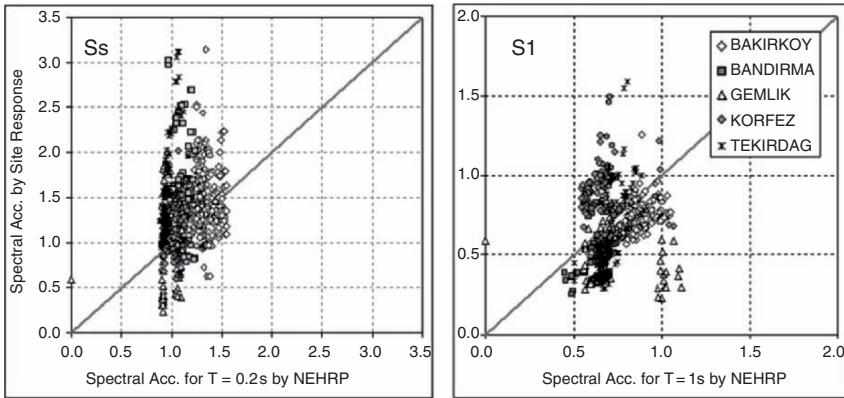 Ss
Spectral Acc. by Site Response
3.5
3.0
2.5
2.0
1.5
1.0
0.5
0.0
0.0 0.5 1.0 1.5 2.0 2.5 3.0 3.5
Spectral Acc. for T = 0.2s by NEHRP
S1
2.0
1.5
1.0
0.5
0.0
0.0 0.5 1.0 2.0
Spectral Acc. for T = 1s by NEHRP
BAKIRKOY
BANDIRMA
GEMLIK
KORFEZ
TEKIRDAG